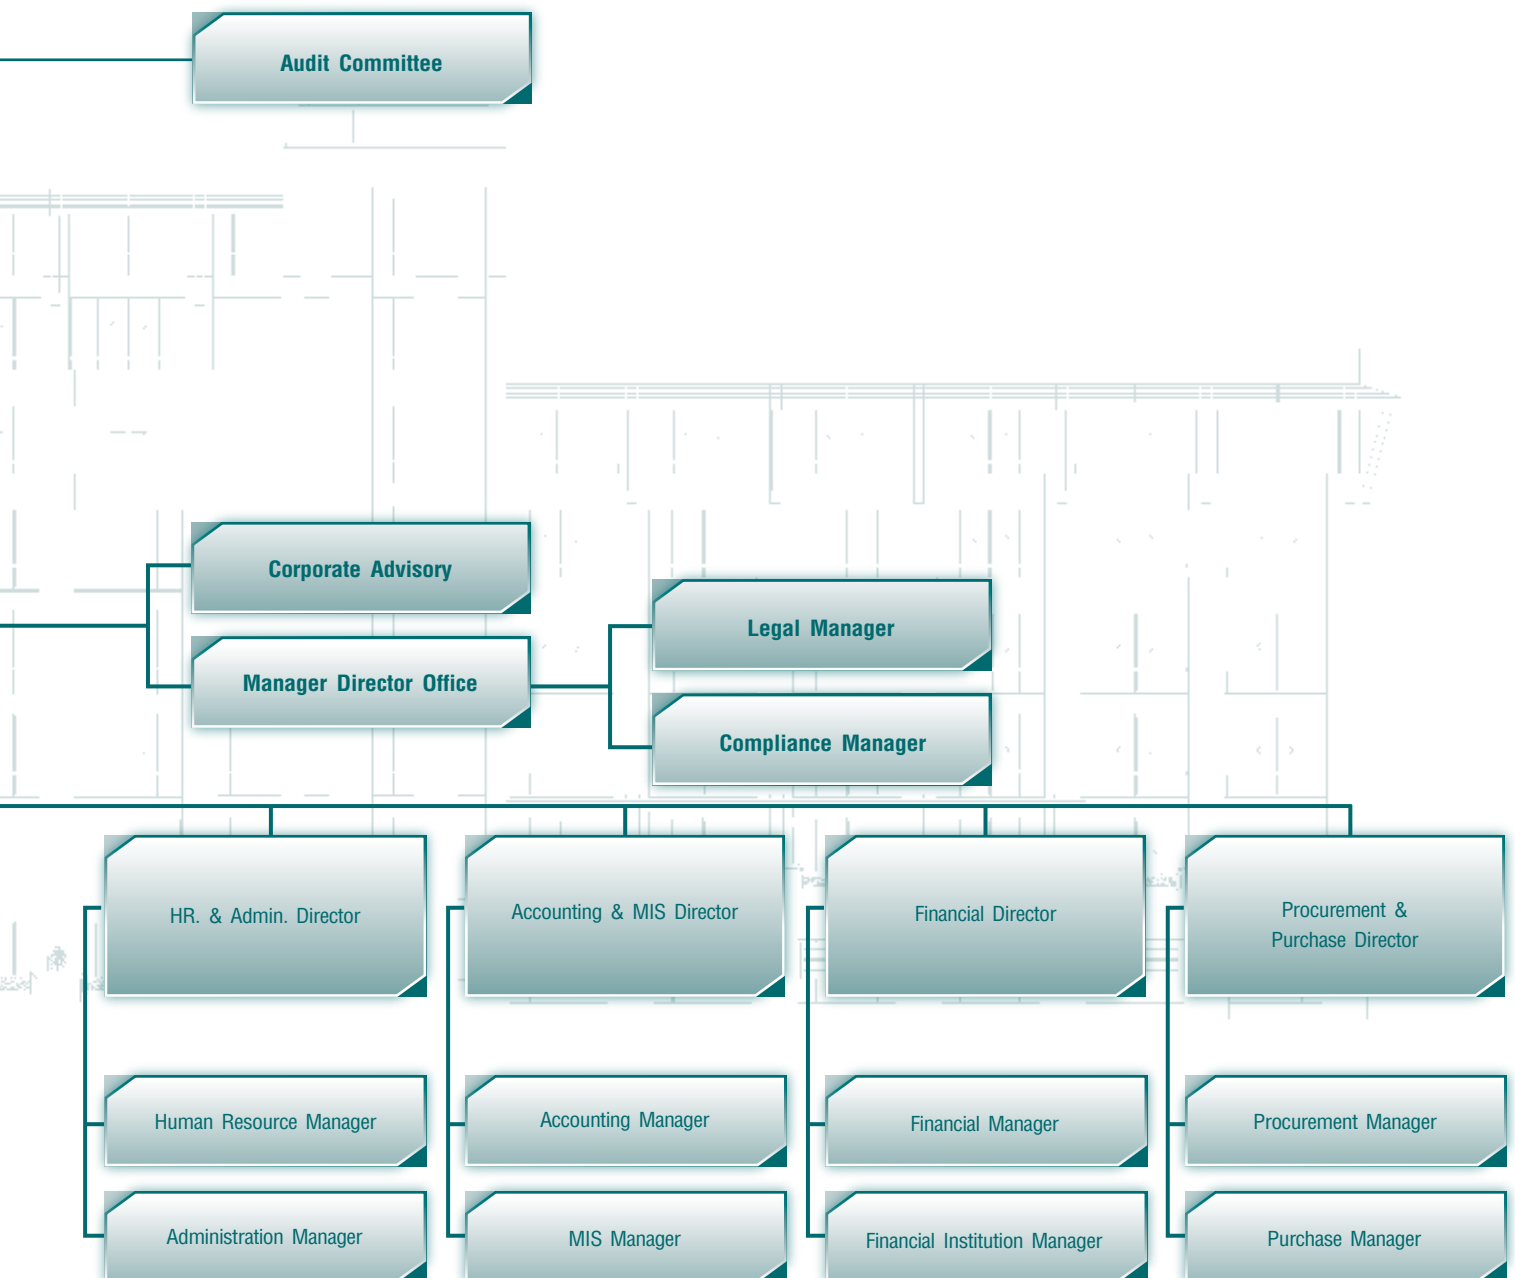 Audit Committee
Corporate Advisory
Legal Manager
Manager Director Office
Compliance Manager
HR. & Admin. Director
Accounting & MIS Director
Financial Director
Procurement &
Purchase Director
Human Resource Manager
Accounting Manager
Financial Manager
Procurement Manager
Administration Manager
MIS Manager
Financial Institution Manager
Purchase Manager